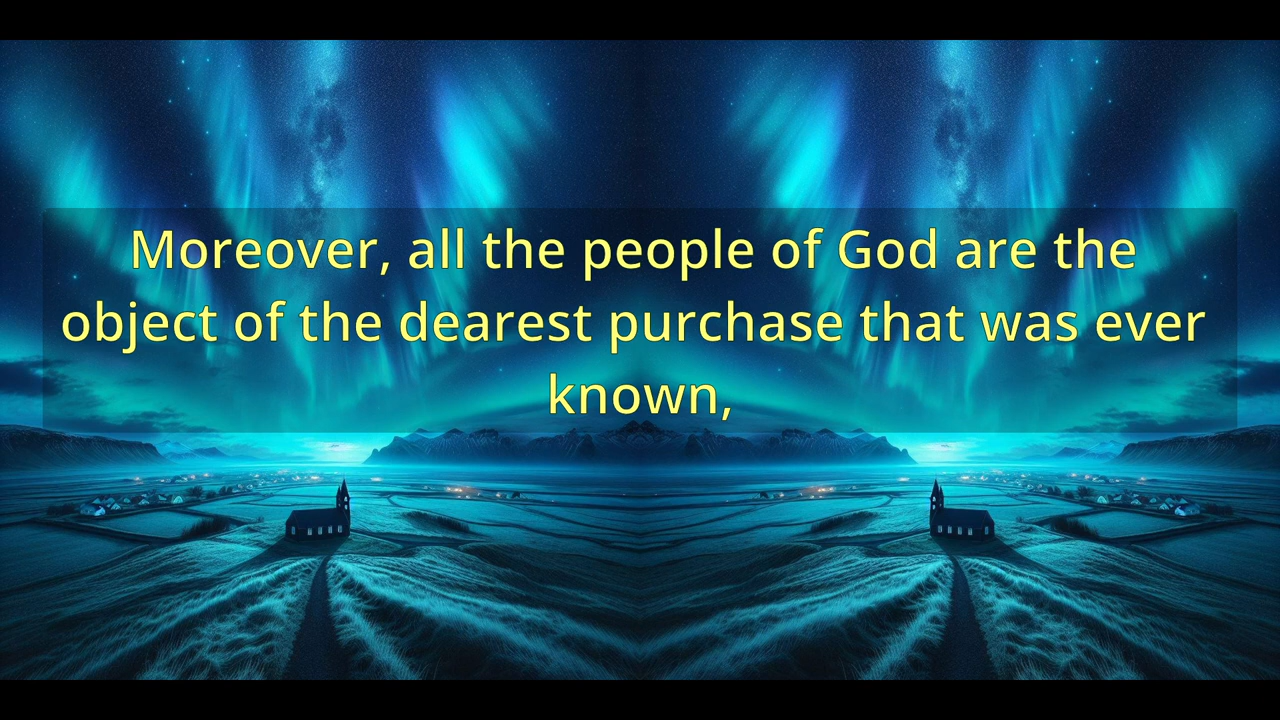 Moreover, all the people of God are the
object of the dearest purchase that was ever
known,